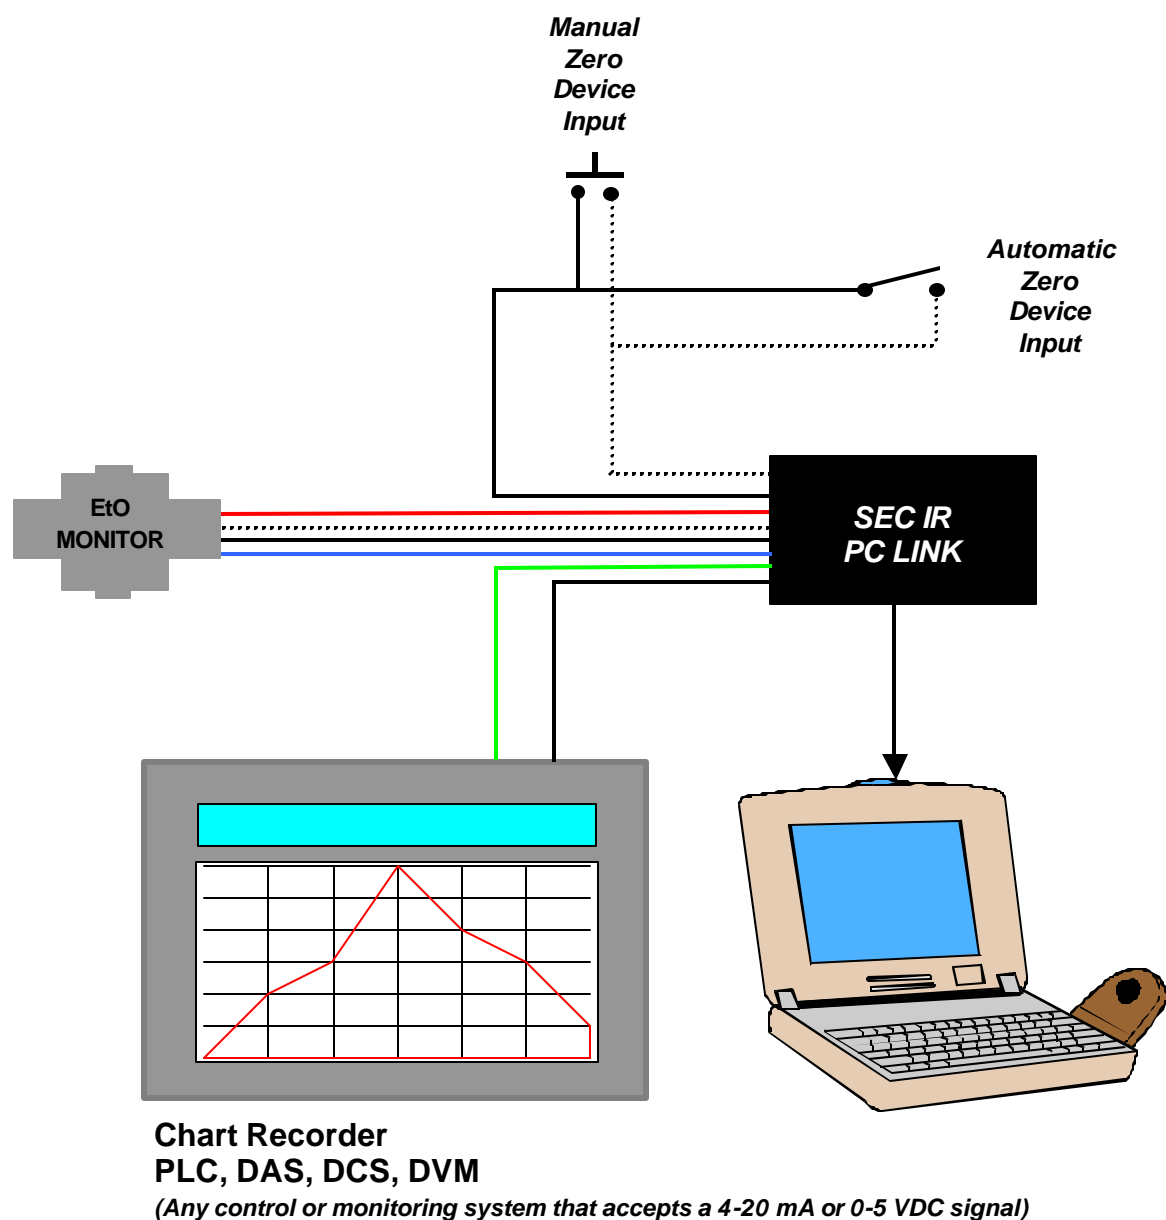 Manual
Zero
Device
Input
Automatic
Zero
Device
Input
EtO
MONITOR
SEC IR
PC LINK
Chart Recorder
PLC, DAS, DCS, DVM
(Any control or monitoring system that accepts a 4-20 mA or 0-5 VDC signal)